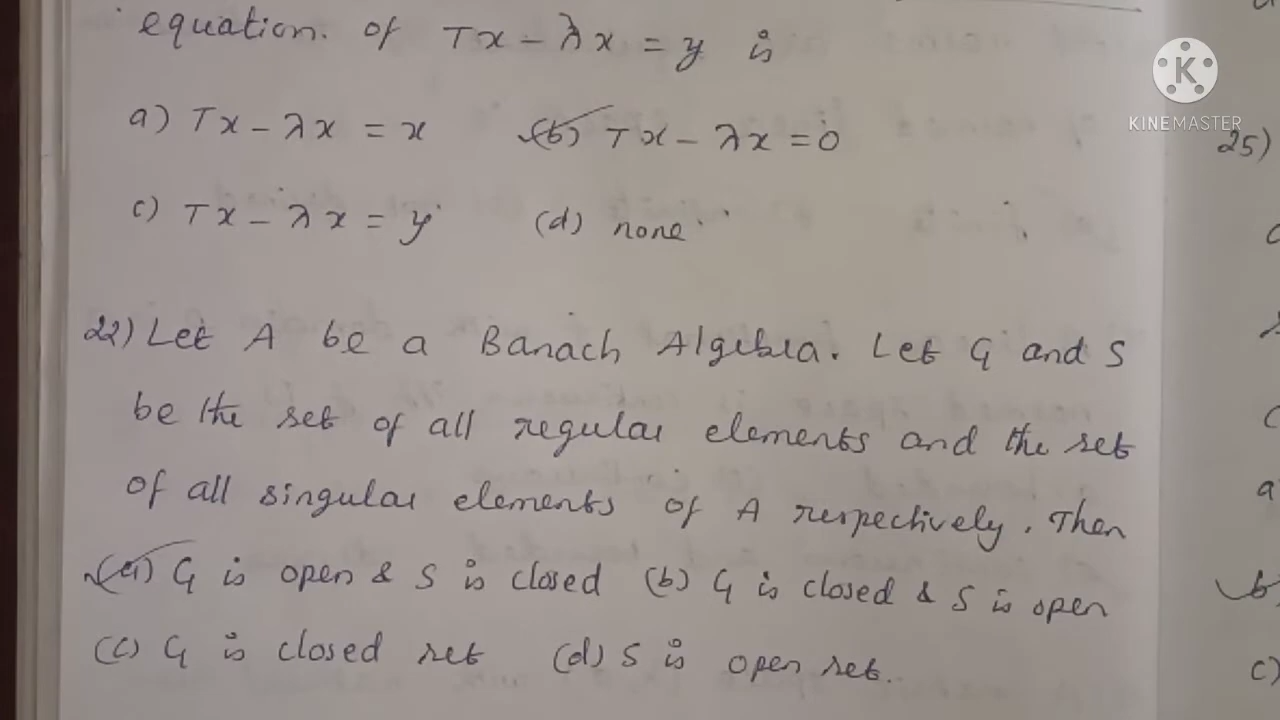 equation. of Tx - λx = y is
a) Tx - λx = x (b) Tx - λx = 0
c) Tx - λx = y (d) none
22) Let A be a Banach Algebra. Let G and S
be the set of all regular elements and the set
of all singular elements of A respectively. Then
(a) G is open & S is closed (b) G is closed & S is open
(c) G is closed set (d) S is open set.
K
KINEMASTER
25)
b
c)